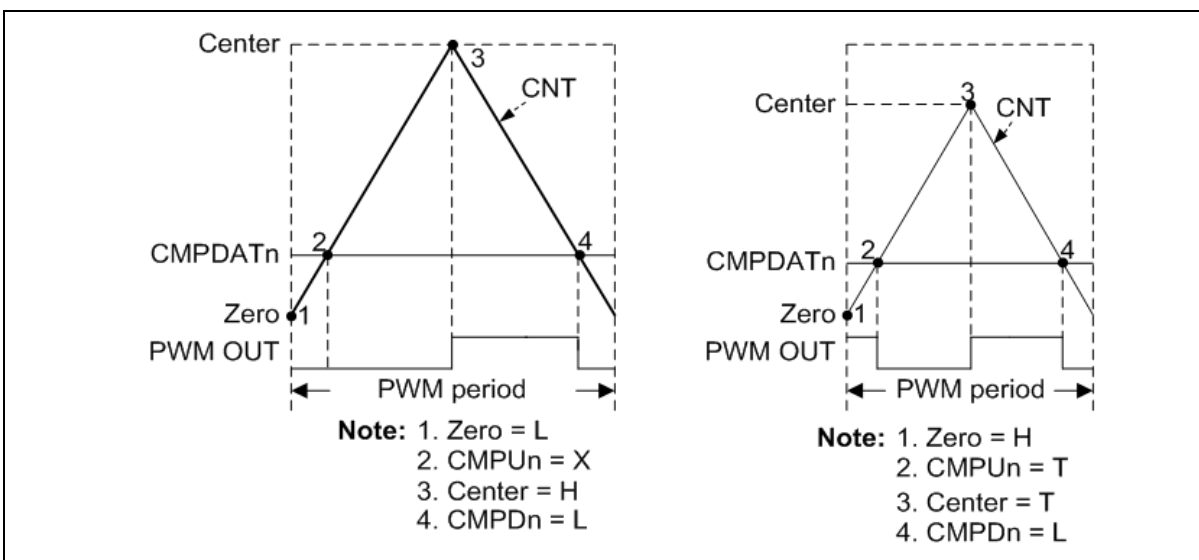 Center
3
CNT
2
4
CMPDATn
Zero
1
PWM OUT
PWM period
Note: 1. Zero = L
2. CMPUn = X
3. Center = H
4. CMPDn = L
3
Center
CNT
2
4
CMPDATn
Zero
1
PWM OUT
PWM period
Note: 1. Zero = H
2. CMPUn = T
3. Center = T
4. CMPDn = L